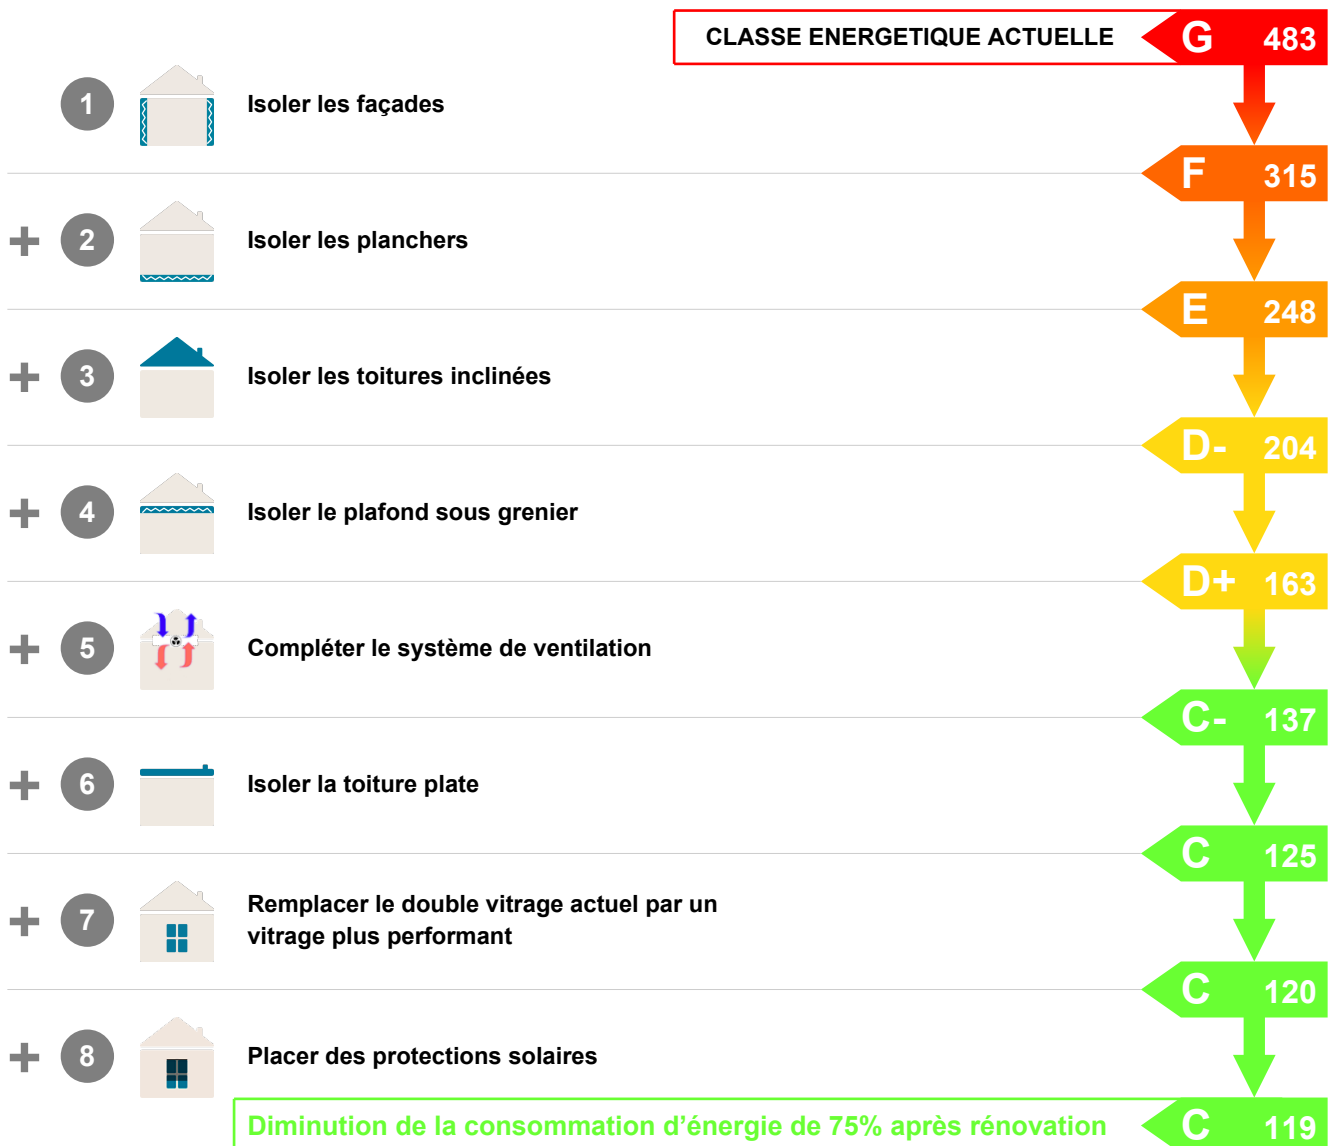 CLASSE ENERGETIQUE ACTUELLE G 483
1 Isoler les façades
F 315
+ 2 Isoler les planchers
E 248
+ 3 Isoler les toitures inclinées
D- 204
+ 4 Isoler le plafond sous grenier
D+ 163
+ 5 Compléter le système de ventilation
C- 137
+ 6 Isoler la toiture plate
C 125
+ 7 Remplacer le double vitrage actuel par un
vitrage plus performant
C 120
+ 8 Placer des protections solaires
Diminution de la consommation d’énergie de 75% après rénovation C 119